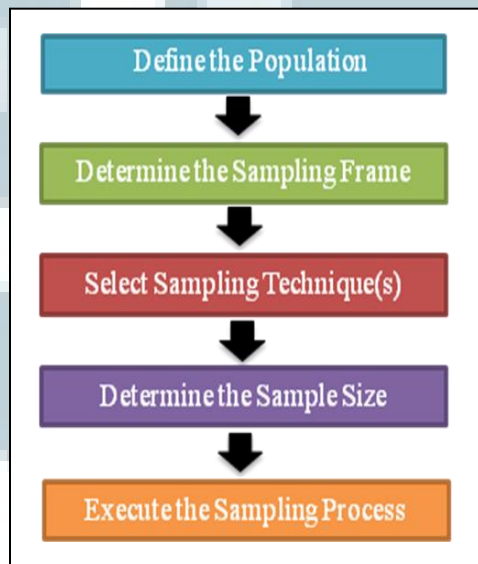 Define the Population
Determine the Sampling Frame
Select Sampling Technique(s)
Determine the Sample Size
Execute the Sampling Process